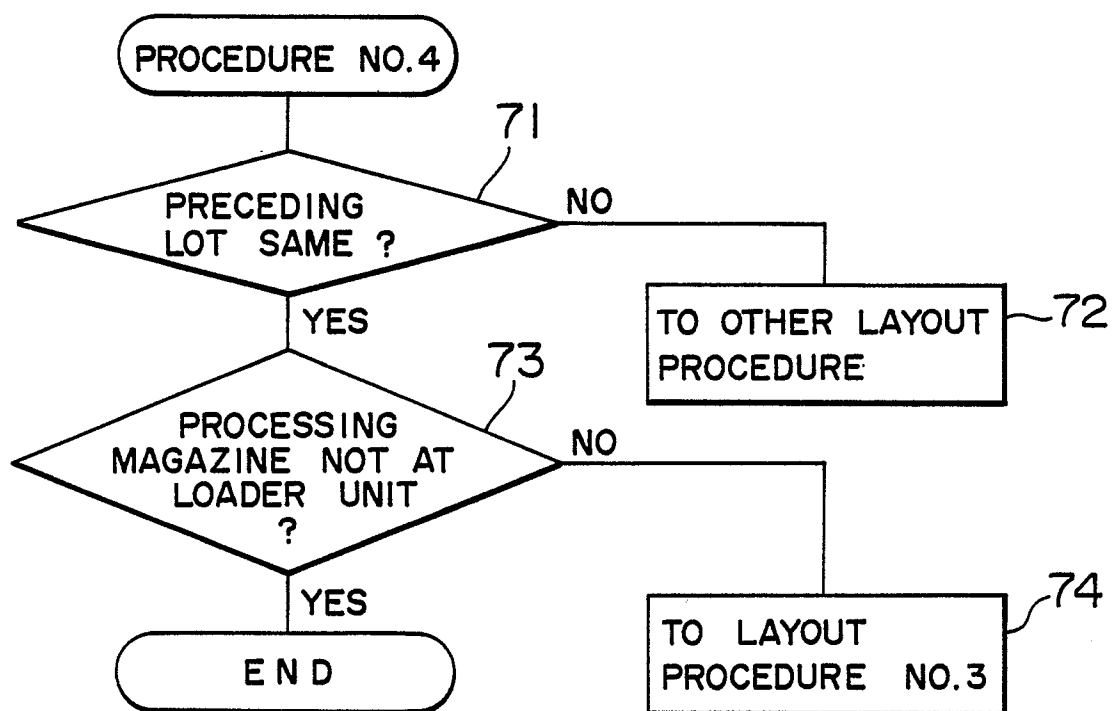 PROCEDURE NO.4
71
PRECEDING
LOT SAME ?
NO
YES
TO OTHER LAYOUT
PROCEDURE
72
73
PROCESSING
MAGAZINE NOT AT
LOADER UNIT
?
NO
YES
TO LAYOUT
PROCEDURE NO.3
74
END